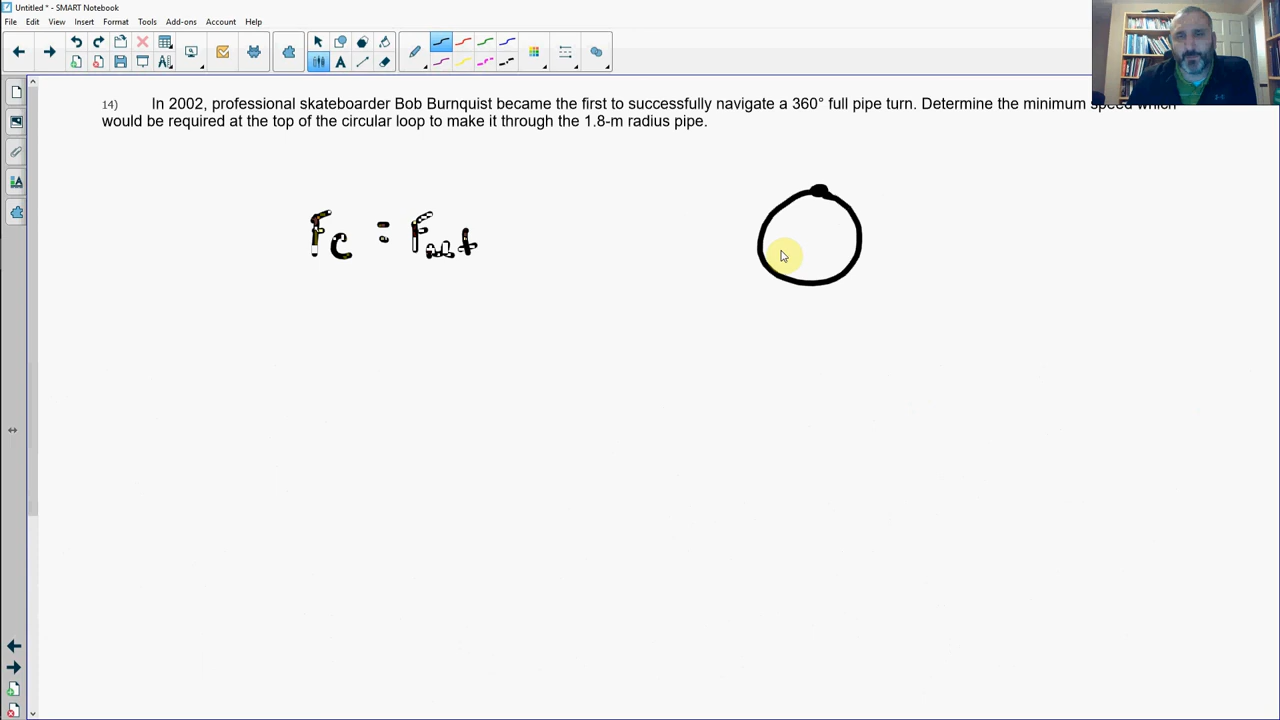 Untitled * - SMART Notebook
File Edit View Insert Format Tools Add-ons Account Help
14) In 2002, professional skateboarder Bob Burnquist became the first to successfully navigate a 360° full pipe turn. Determine the minimum speed which
would be required at the top of the circular loop to make it through the 1.8-m radius pipe.
Fc = Fnet